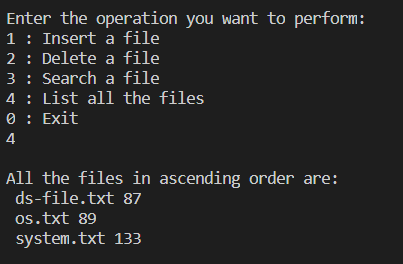 Enter the operation you want to perform:
1 : Insert a file
2 : Delete a file
3 : Search a file
4 : List all the files
0 : Exit
4

All the files in ascending order are:
 ds-file.txt 87
 os.txt 89
 system.txt 133